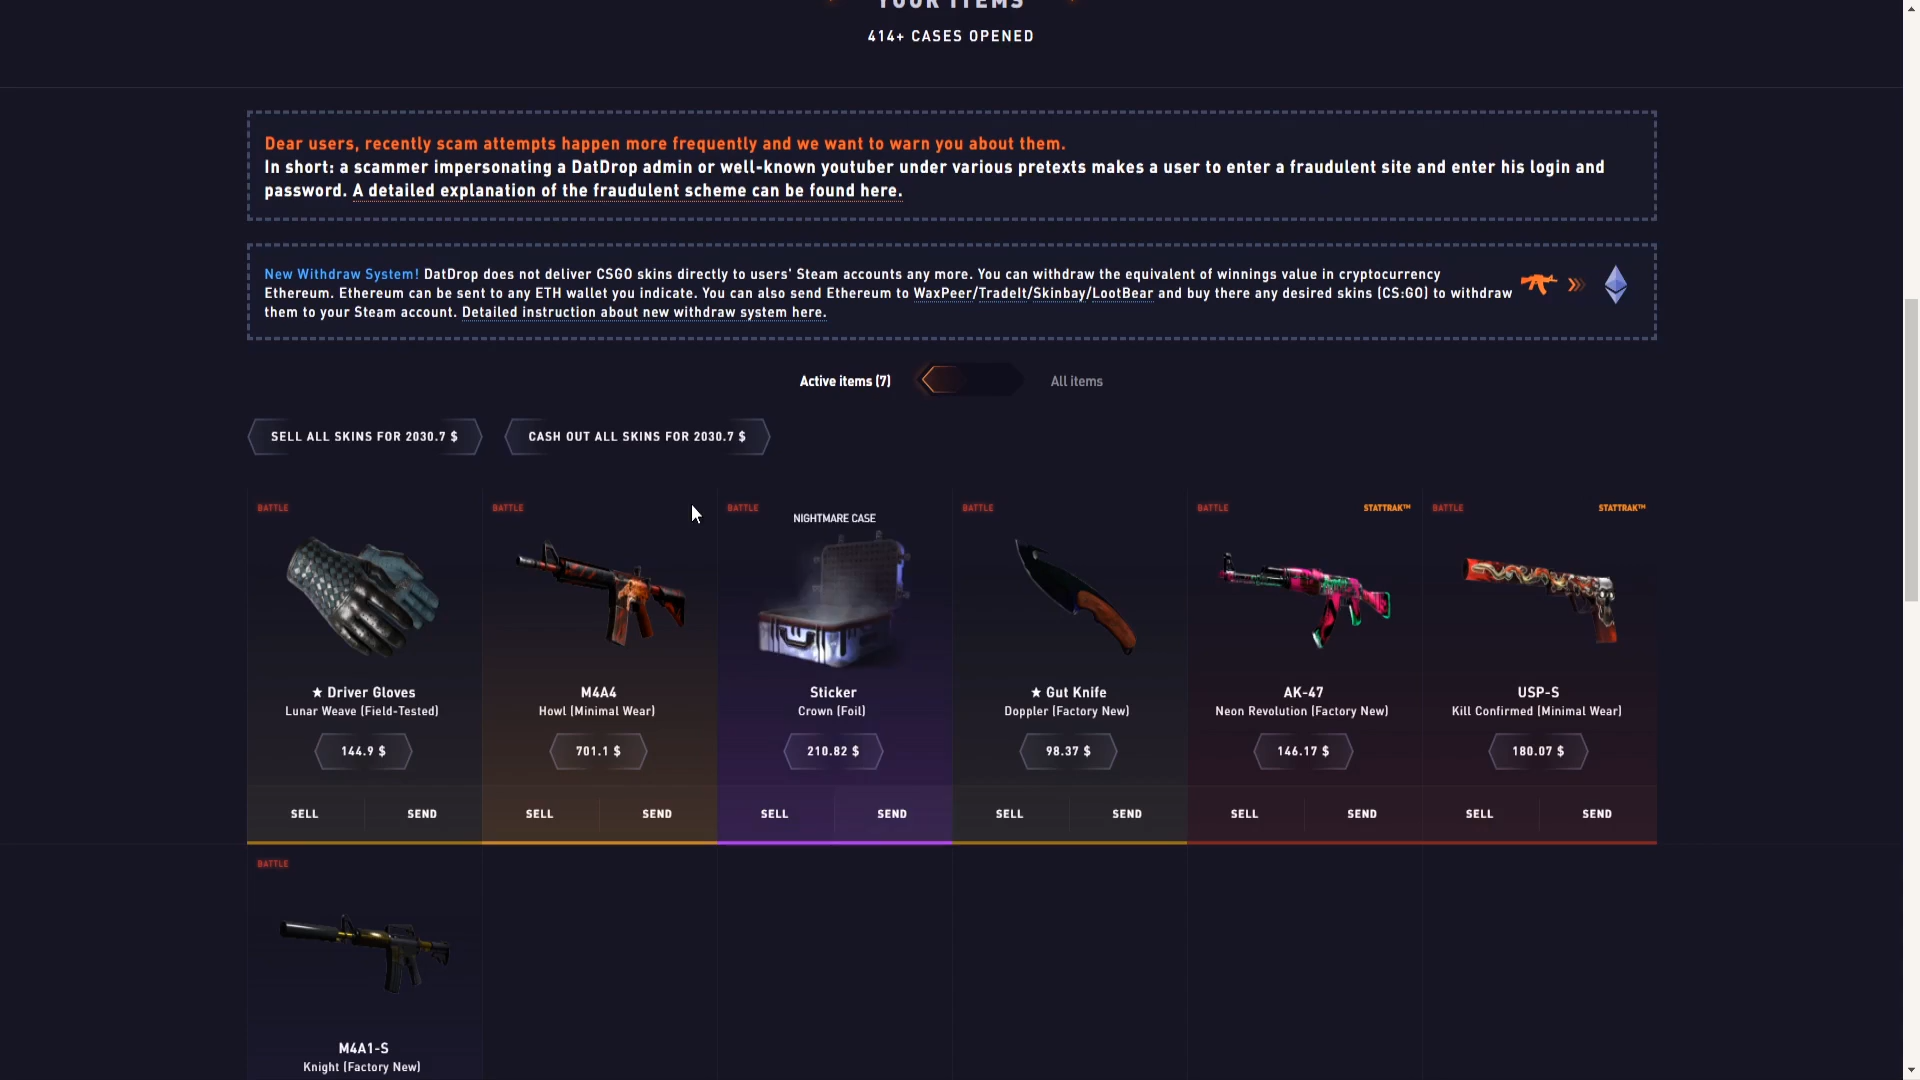 YOUR ITEMS
414+ CASES OPENED
Dear users, recently scam attempts happen more frequently and we want to warn you about them.
In short: a scammer impersonating a DatDrop admin or well-known youtuber under various pretexts makes a user to enter a fraudulent site and enter his login and
password. A detailed explanation of the fraudulent scheme can be found here.
New Withdraw System! DatDrop does not deliver CSGO skins directly to users' Steam accounts any more. You can withdraw the equivalent of winnings value in cryptocurrency
Ethereum. Ethereum can be sent to any ETH wallet you indicate. You can also send Ethereum to WaxPeer/TradeIt/Skinbay/LootBear and buy there any desired skins (CS:GO) to withdraw
them to your Steam account. Detailed instruction about new withdraw system here.
Active items (7) All items
SELL ALL SKINS FOR 2030.7 $ CASH OUT ALL SKINS FOR 2030.7 $
BATTLE
★ Driver Gloves
Lunar Weave (Field-Tested)
144.9 $
SELL SEND
BATTLE
M4A4
Howl (Minimal Wear)
701.1 $
SELL SEND
BATTLE
NIGHTMARE CASE
Sticker
Crown (Foil)
210.82 $
SELL SEND
BATTLE
★ Gut Knife
Doppler (Factory New)
98.37 $
SELL SEND
BATTLE STATTRAK™
AK-47
Neon Revolution (Factory New)
146.17 $
SELL SEND
BATTLE STATTRAK™
USP-S
Kill Confirmed (Minimal Wear)
180.07 $
SELL SEND
BATTLE
M4A1-S
Knight (Factory New)